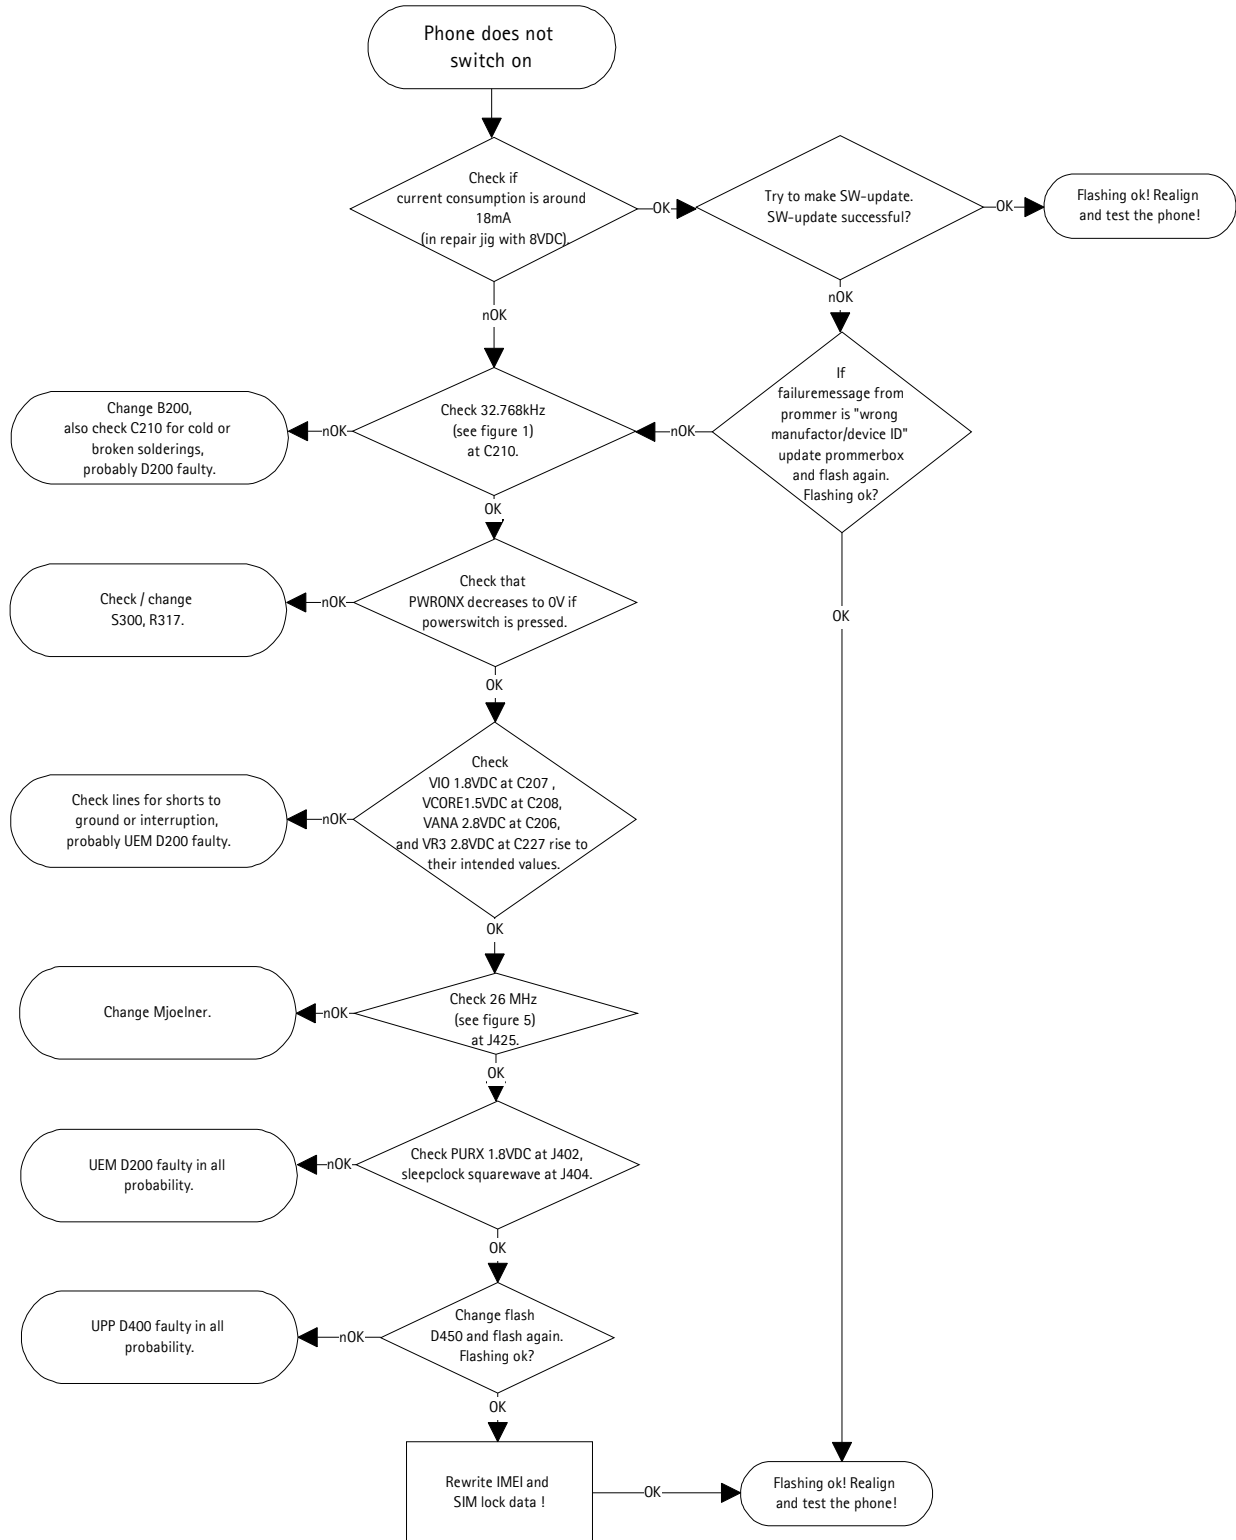 Phone does not
switch on
Check if
current consumption is around
18mA
(in repair jig with 8VDC).
OK
Try to make SW-update.
SW-update successful?
OK
Flashing ok! Realign
and test the phone!
nOK
nOK
If
failuremessage from
prommer is "wrong
manufactor/device ID"
update prommerbox
and flash again.
Flashing ok?
nOK
Check 32.768kHz
(see figure 1)
at C210.
nOK
Change B200,
also check C210 for cold or
broken solderings,
probably D200 faulty.
OK
OK
Check that
PWRONX decreases to 0V if
powerswitch is pressed.
nOK
Check / change
S300, R317.
OK
Check
VIO 1.8VDC at C207 ,
VCORE1.5VDC at C208,
VANA 2.8VDC at C206,
and VR3 2.8VDC at C227 rise to
their intended values.
nOK
Check lines for shorts to
ground or interruption,
probably UEM D200 faulty.
OK
Check 26 MHz
(see figure 5)
at J425.
nOK
Change Mjoelner.
OK
Check PURX 1.8VDC at J402,
sleepclock squarewave at J404.
nOK
UEM D200 faulty in all
probability.
OK
Change flash
D450 and flash again.
Flashing ok?
nOK
UPP D400 faulty in all
probability.
OK
Rewrite IMEI and
SIM lock data !
OK
Flashing ok! Realign
and test the phone!